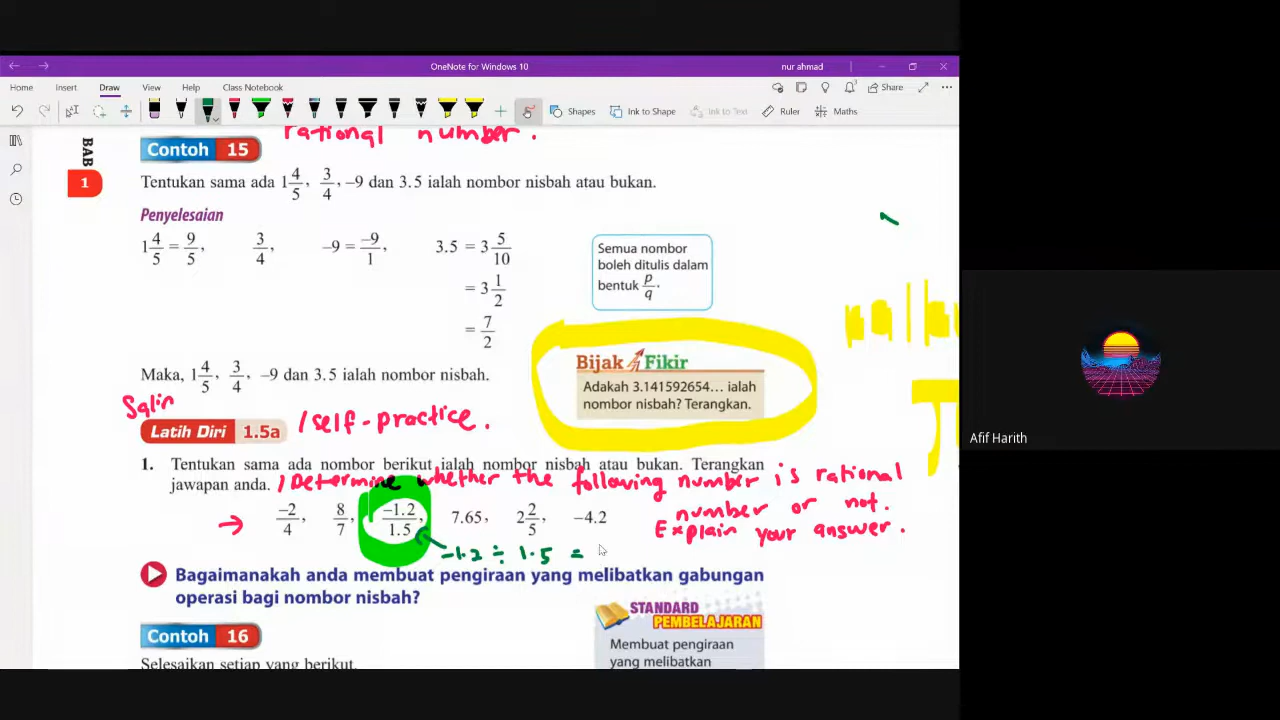 OneNote for Windows 10
nur ahmad
Home Insert Draw View Help Class Notebook
Share
Shapes Ink to Shape Ink to Text Ruler Maths
rational number.
BAB
1
Contoh 15
Tentukan sama ada 1 4/5, 3/4, –9 dan 3.5 ialah nombor nisbah atau bukan.
Penyelesaian
1 4/5 = 9/5, 3/4, –9 = –9/1, 3.5 = 3 5/10
= 3 1/2
= 7/2
Semua nombor
boleh ditulis dalam
bentuk p/q.
Bijak Fikir
Adakah 3.141592654… ialah
nombor nisbah? Terangkan.
Maka, 1 4/5, 3/4, –9 dan 3.5 ialah nombor nisbah.
Salin
Latih Diri 1.5a
/self-practice.
1. Tentukan sama ada nombor berikut ialah nombor nisbah atau bukan. Terangkan
jawapan anda.
/Determine whether the following number is rational
number or not.
Explain your answer.
→ –2/4, 8/7, –1.2/1.5, 7.65, 2 2/5, –4.2
-1.2 ÷ 1.5 =
Bagaimanakah anda membuat pengiraan yang melibatkan gabungan
operasi bagi nombor nisbah?
Contoh 16
Selesaikan setiap yang berikut.
STANDARD
PEMBELAJARAN
Membuat pengiraan
yang melibatkan
π
Afif Harith